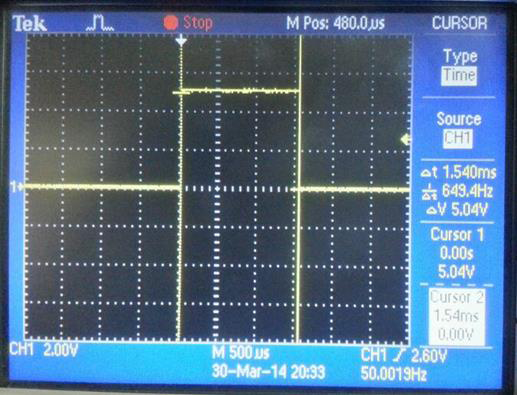 Tek Stop M Pos: 480.0µs CURSOR
Type
Time
Source
CH1
Δt 1.540ms
1/Δt 649.4Hz
ΔV 5.04V
Cursor 1
0.00s
5.04V
Cursor 2
1.54ms
0.00V
1
CH1 2.00V M 500µs CH1 2.60V
30-Mar-14 20:33 50.0019Hz